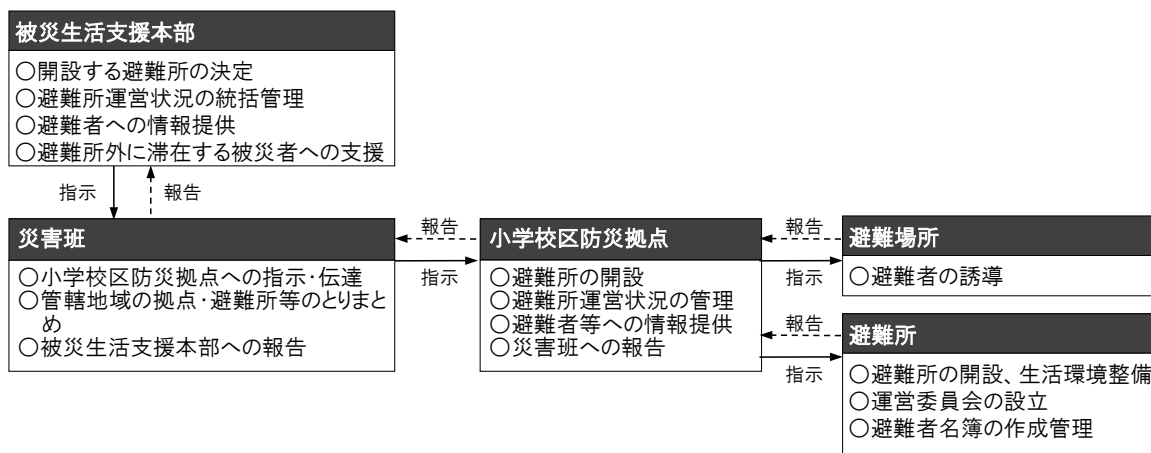 被災生活支援本部
○開設する避難所の決定
○避難所運営状況の統括管理
○避難者への情報提供
○避難所外に滞在する被災者への支援
指示
報告
災害班
○小学校区防災拠点への指示・伝達
○管轄地域の拠点・避難所等のとりまと
め
○被災生活支援本部への報告
報告
指示
小学校区防災拠点
○避難所の開設
○避難所運営状況の管理
○避難者等への情報提供
○災害班への報告
報告
指示
避難場所
○避難者の誘導
報告
指示
避難所
○避難所の開設、生活環境整備
○運営委員会の設立
○避難者名簿の作成管理